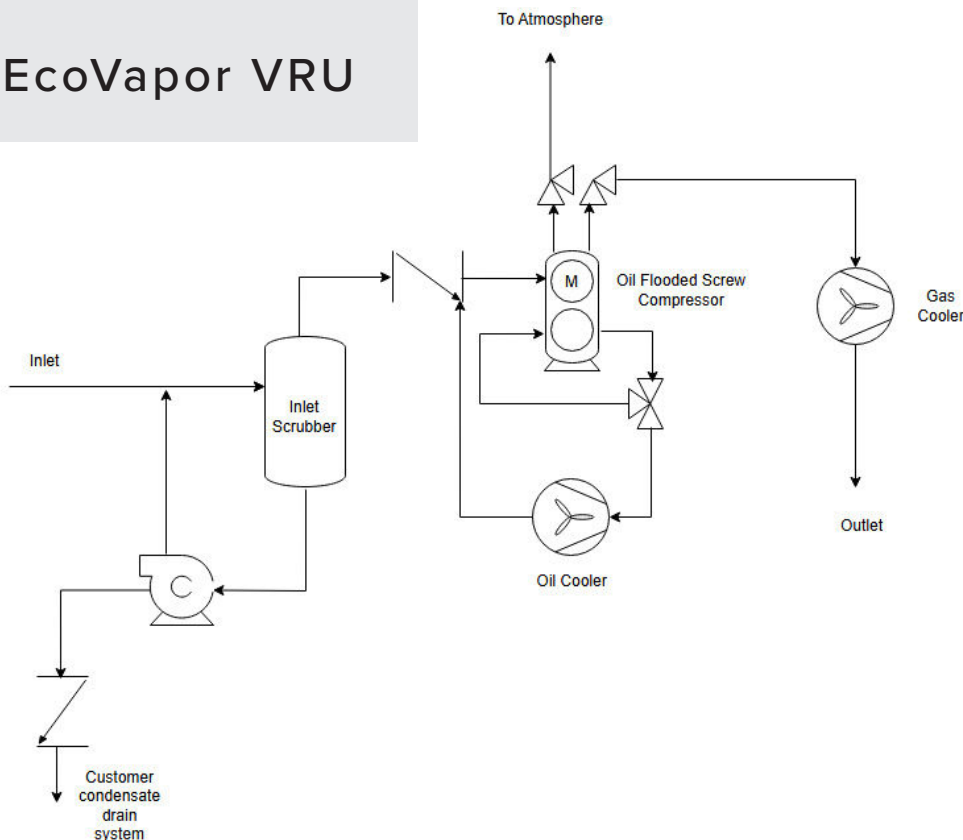 To Atmosphere
EcoVapor VRU
M
Oil Flooded Screw
Compressor
Gas
Cooler
Inlet
Inlet
Scrubber
Outlet
Oil Cooler
C
Customer
condensate
drain
system